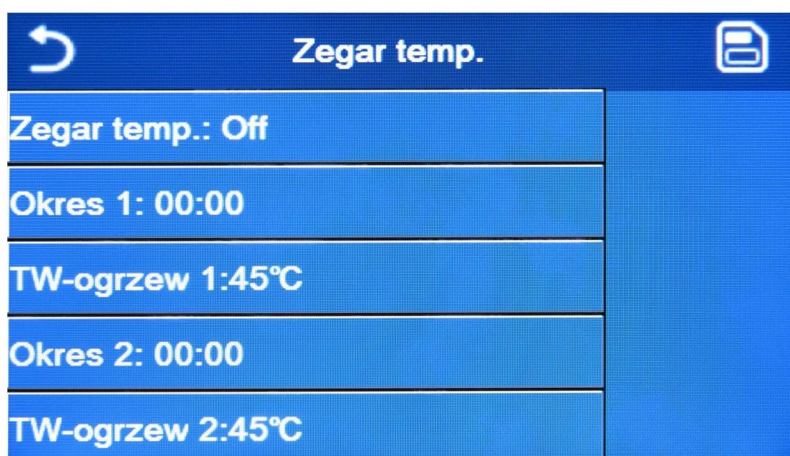 Zegar temp.
Zegar temp.: Off
Okres 1: 00:00
TW-ogrzew 1:45℃
Okres 2: 00:00
TW-ogrzew 2:45℃